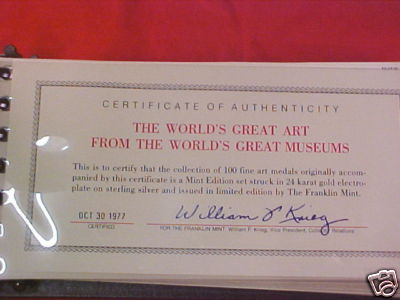 CERTIFICATE OF AUTHENTICITY
THE WORLD'S GREAT ART
FROM THE WORLD'S GREAT MUSEUMS
This is to certify that the collection of 100 fine art medals originally accom-
panied by this certificate is a Mint Edition set struck in 24 karat gold electro-
plate on sterling silver and issued in limited edition by The Franklin Mint.
OCT 30 1977
William F Krieg
CERTIFIED
FOR THE FRANKLIN MINT, William F. Krieg, Vice President, Cultural Relations
ebay